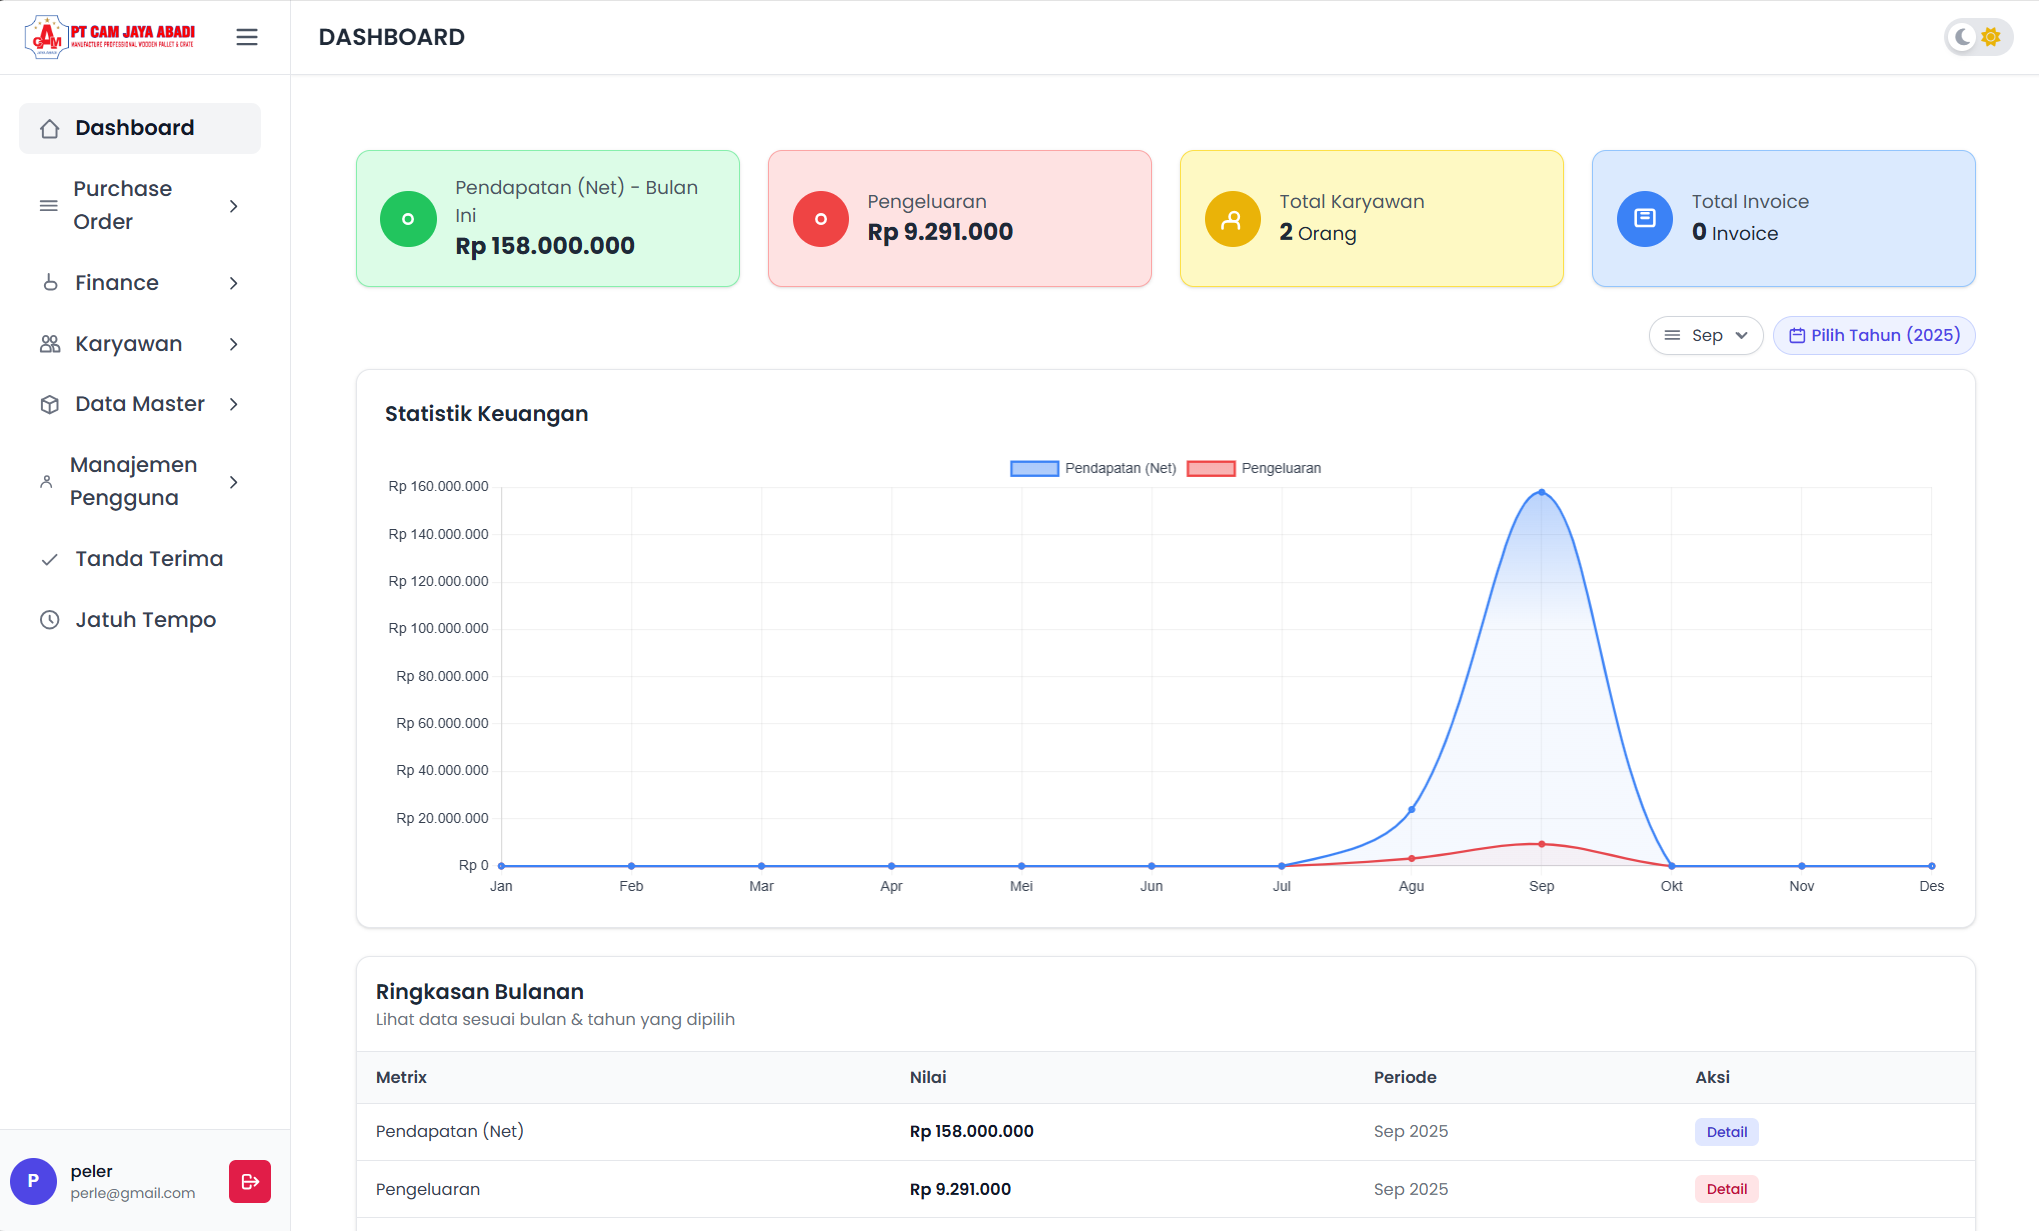 CAM
PT CAM JAYA ABADI
MANUFACTURE PROFESSIONAL WOODEN PALLET & CRATE
DASHBOARD
Dashboard
Purchase
Order
Finance
Karyawan
Data Master
Manajemen
Pengguna
Tanda Terima
Jatuh Tempo
P
peler
perle@gmail.com
Pendapatan (Net) - Bulan
Ini
Rp 158.000.000
Pengeluaran
Rp 9.291.000
Total Karyawan
2 Orang
Total Invoice
0 Invoice
Sep
Pilih Tahun (2025)
Statistik Keuangan
Pendapatan (Net)
Pengeluaran
Rp 160.000.000
Rp 140.000.000
Rp 120.000.000
Rp 100.000.000
Rp 80.000.000
Rp 60.000.000
Rp 40.000.000
Rp 20.000.000
Rp 0
Jan Feb Mar Apr Mei Jun Jul Agu Sep Okt Nov Des
Ringkasan Bulanan
Lihat data sesuai bulan & tahun yang dipilih
Metrix Nilai Periode Aksi
Pendapatan (Net) Rp 158.000.000 Sep 2025 Detail
Pengeluaran Rp 9.291.000 Sep 2025 Detail